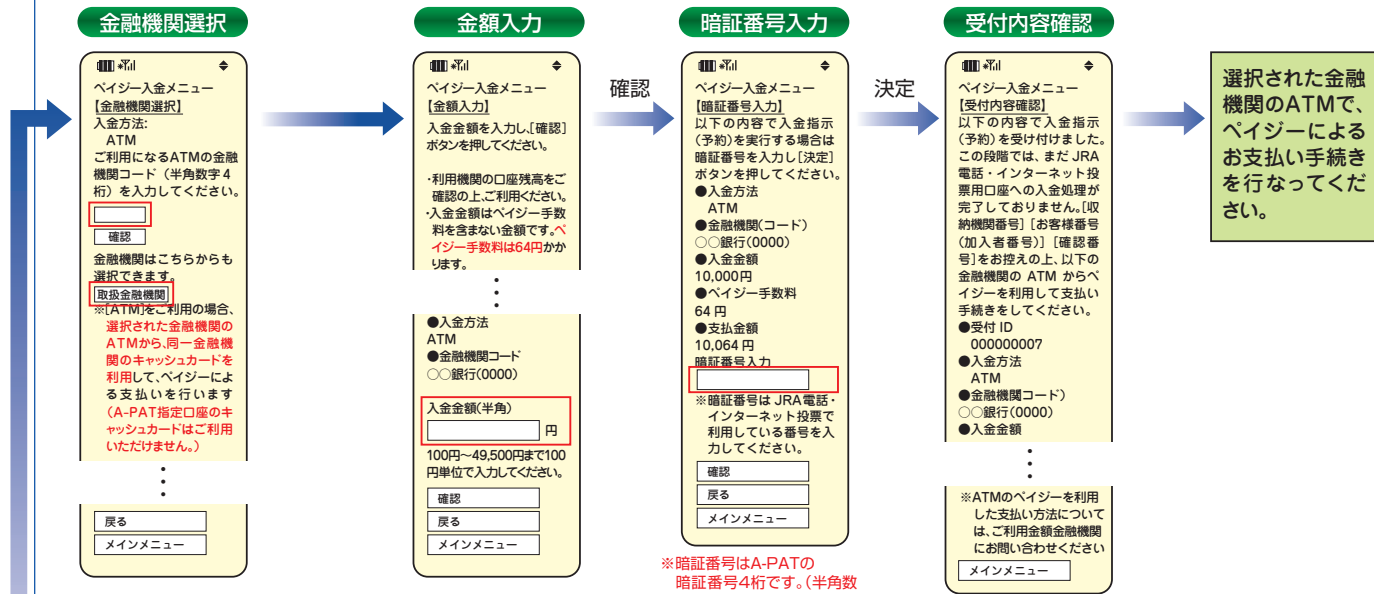 金融機関選択
ペイジー入金メニュー
【金融機関選択】
入金方法:
ATM
ご利用になるATMの金融
機関コード（半角数字4
桁）を入力してください。
確認
金融機関はこちらからも
選択できます。
取扱金融機関
※[ATM]をご利用の場合、
選択された金融機関の
ATMから、同一金融機
関のキャッシュカードを
利用して、ペイジーによ
る支払いを行います
(A-PAT指定口座のキ
ャッシュカードはご利用
いただけません。)
戻る
メインメニュー
金額入力
ペイジー入金メニュー
【金額入力】
入金金額を入力し、[確認]
ボタンを押してください。
・利用機関の口座残高をご
確認の上、ご利用ください。
・入金金額はペイジー手数
料を含まない金額です。ペ
イジー手数料は64円かか
ります。
●入金方法
ATM
●金融機関コード
○○銀行(0000)
入金金額(半角)
円
100円～49,500円まで100
円単位で入力してください。
確認
戻る
メインメニュー
確認
暗証番号入力
ペイジー入金メニュー
【暗証番号入力】
以下の内容で入金指示
(予約)を実行する場合は
暗証番号を入力し[決定]
ボタンを押してください。
●入金方法
ATM
●金融機関(コード)
○○銀行(0000)
●入金金額
10,000円
●ペイジー手数料
64 円
●支払金額
10,064 円
暗証番号入力
※暗証番号は JRA電話・
インターネット投票で
利用している番号を入
力してください。
確認
戻る
メインメニュー
※暗証番号はA-PATの
暗証番号4桁です。(半角数
決定
受付内容確認
ペイジー入金メニュー
【受付内容確認】
以下の内容で入金指示
(予約)を受け付けました。
この段階では、まだ JRA
電話・インターネット投
票用口座への入金処理が
完了しておりません。[収
納機関番号] [お客様番号
(加入者番号)] [確認番
号]をお控えの上、以下の
金融機関の ATM からペ
イジーを利用して支払い
手続きをしてください。
●受付 ID
000000007
●入金方法
ATM
●金融機関コード）
○○銀行(0000)
●入金金額
※ATMのペイジーを利用
した支払い方法について
は、ご利用金額金融機関
にお問い合わせください
メインメニュー
選択された金融
機関のATMで、
ペイジーによる
お支払い手続き
を行なってくだ
さい。